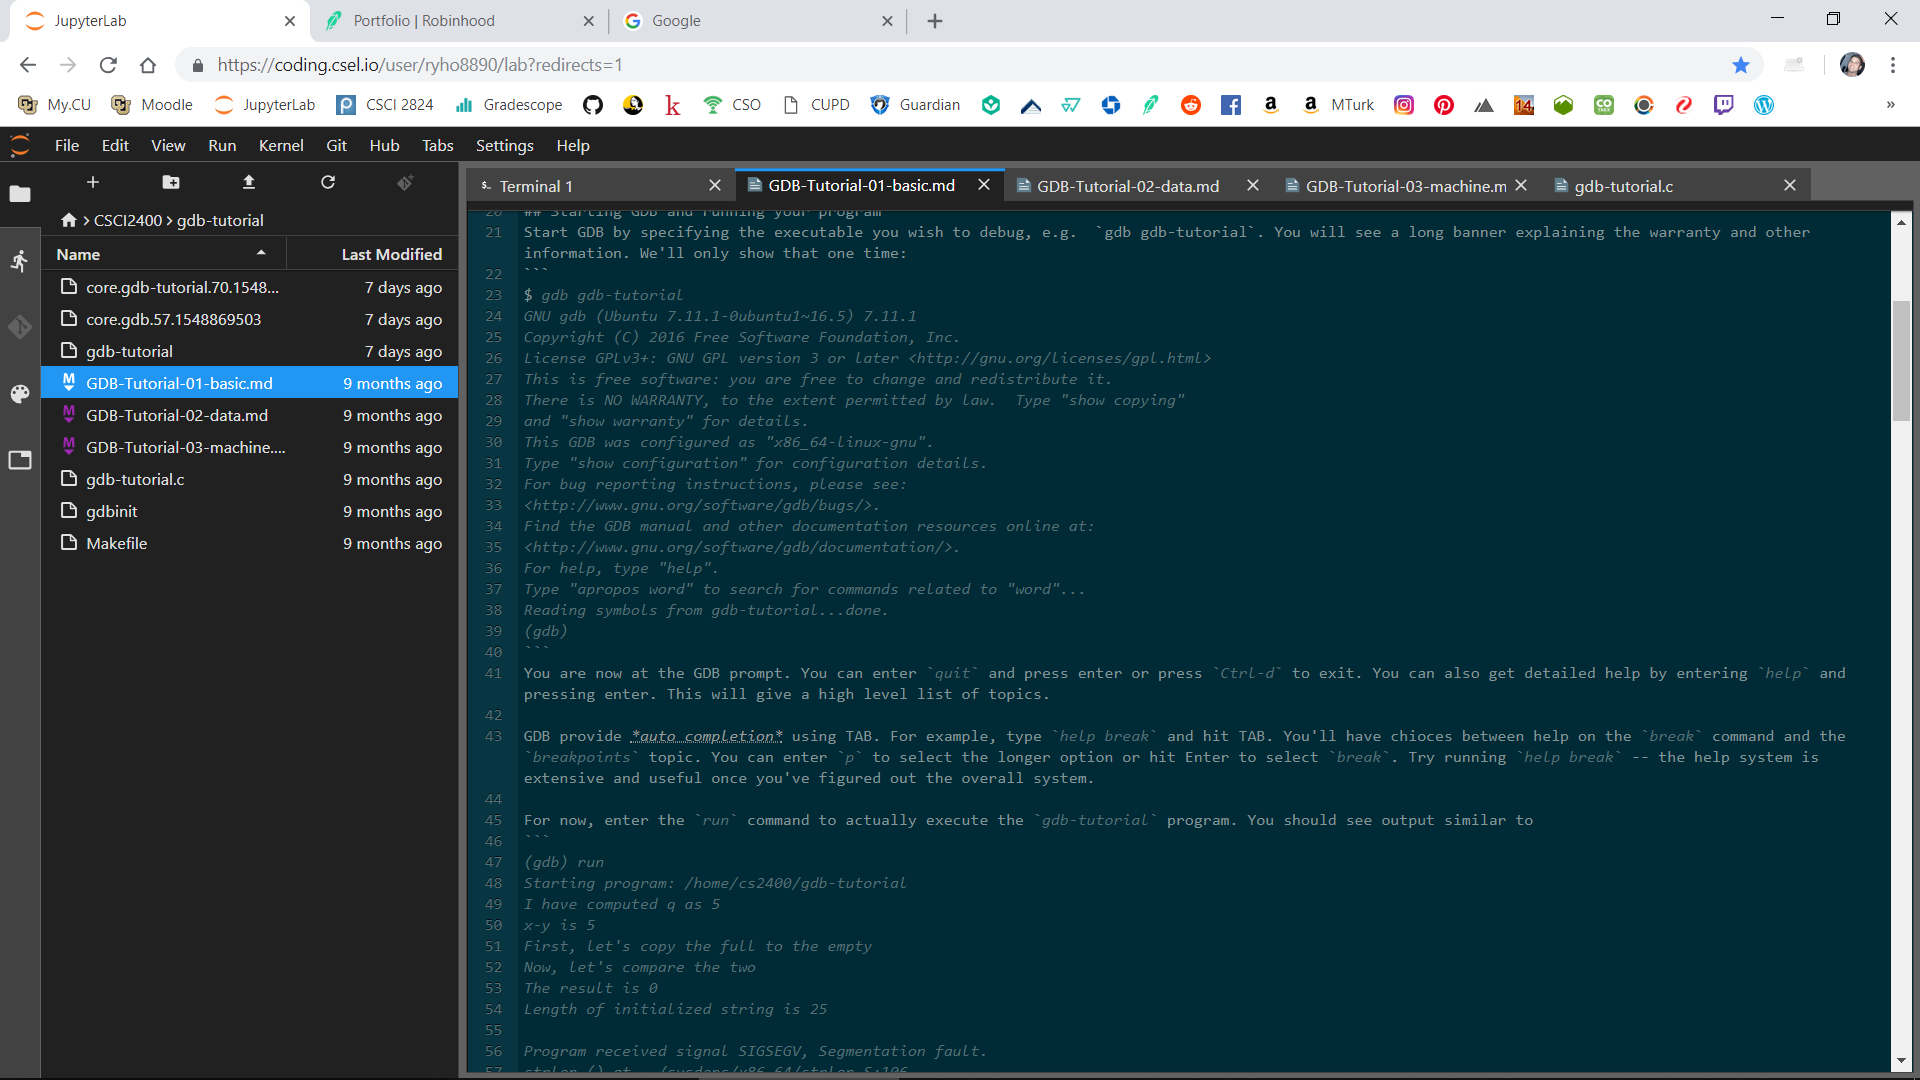 JupyterLab
Portfolio | Robinhood
Google
https://coding.csel.io/user/ryho8890/lab?redirects=1
My.CU
Moodle
JupyterLab
CSCI 2824
Gradescope
CSO
CUPD
Guardian
MTurk
»
File Edit View Run Kernel Git Hub Tabs Settings Help
CSCI2400 > gdb-tutorial
Name Last Modified
core.gdb-tutorial.70.1548... 7 days ago
core.gdb.57.1548869503 7 days ago
gdb-tutorial 7 days ago
GDB-Tutorial-01-basic.md 9 months ago
GDB-Tutorial-02-data.md 9 months ago
GDB-Tutorial-03-machine.... 9 months ago
gdb-tutorial.c 9 months ago
gdbinit 9 months ago
Makefile 9 months ago
Terminal 1
GDB-Tutorial-01-basic.md
GDB-Tutorial-02-data.md
GDB-Tutorial-03-machine.m
gdb-tutorial.c
20 ## Starting GDB and running your program
21 Start GDB by specifying the executable you wish to debug, e.g.  `gdb gdb-tutorial`. You will see a long banner explaining the warranty and other
information. We'll only show that one time:
22 ```
23 $ gdb gdb-tutorial
24 GNU gdb (Ubuntu 7.11.1-0ubuntu1~16.5) 7.11.1
25 Copyright (C) 2016 Free Software Foundation, Inc.
26 License GPLv3+: GNU GPL version 3 or later <http://gnu.org/licenses/gpl.html>
27 This is free software: you are free to change and redistribute it.
28 There is NO WARRANTY, to the extent permitted by law.  Type "show copying"
29 and "show warranty" for details.
30 This GDB was configured as "x86_64-linux-gnu".
31 Type "show configuration" for configuration details.
32 For bug reporting instructions, please see:
33 <http://www.gnu.org/software/gdb/bugs/>.
34 Find the GDB manual and other documentation resources online at:
35 <http://www.gnu.org/software/gdb/documentation/>.
36 For help, type "help".
37 Type "apropos word" to search for commands related to "word"...
38 Reading symbols from gdb-tutorial...done.
39 (gdb)
40 ```
41 You are now at the GDB prompt. You can enter `quit` and press enter or press `Ctrl-d` to exit. You can also get detailed help by entering `help` and
pressing enter. This will give a high level list of topics.
42
43 GDB provide *auto completion* using TAB. For example, type `help break` and hit TAB. You'll have chioces between help on the `break` command and the
`breakpoints` topic. You can enter `p` to select the longer option or hit Enter to select `break`. Try running `help break` -- the help system is
extensive and useful once you've figured out the overall system.
44
45 For now, enter the `run` command to actually execute the `gdb-tutorial` program. You should see output similar to
46 ```
47 (gdb) run
48 Starting program: /home/cs2400/gdb-tutorial
49 I have computed q as 5
50 x-y is 5
51 First, let's copy the full to the empty
52 Now, let's compare the two
53 The result is 0
54 Length of initialized string is 25
55
56 Program received signal SIGSEGV, Segmentation fault.
57 strlen () at ../sysdeps/x86_64/strlen.S:106